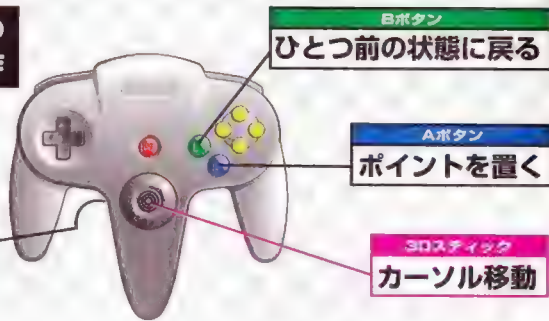 Bボタン
ひとつ前の状態に戻る
Aボタン
ポイントを置く
3Dスティック
カーソル移動